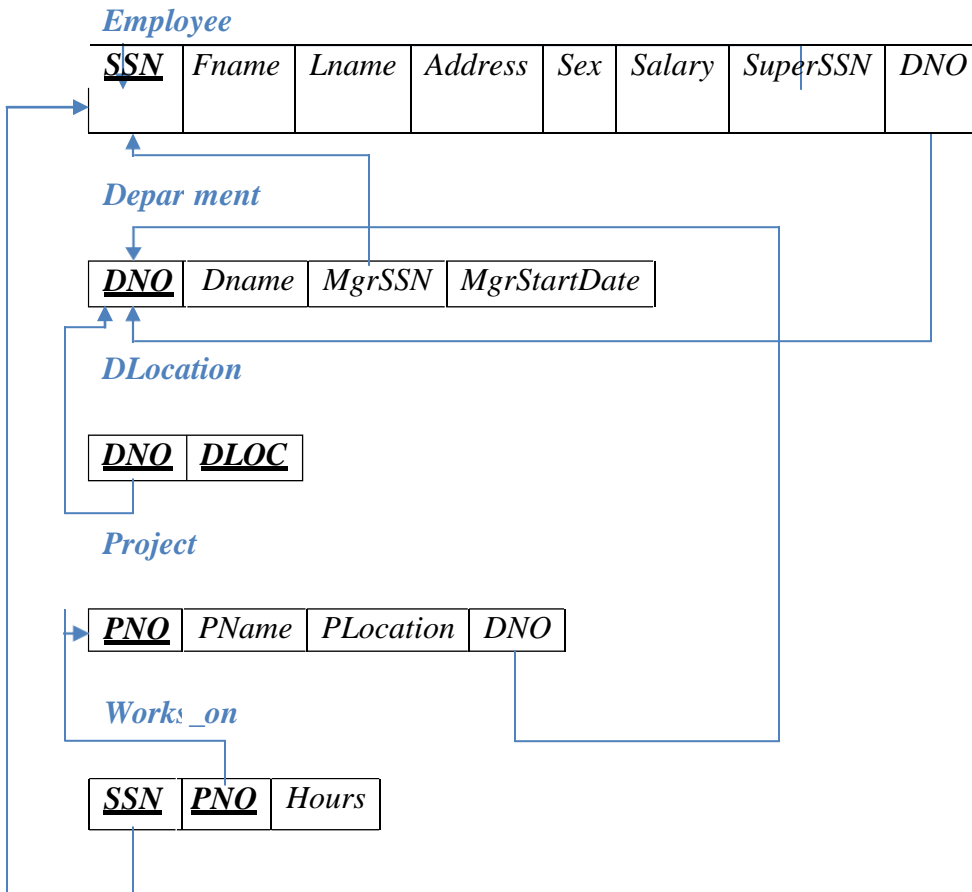 Employee
SSN Fname Lname Address Sex Salary SuperSSN DNO
Depar ment
DNO Dname MgrSSN MgrStartDate
DLocation
DNO DLOC
Project
PNO PName PLocation DNO
Works_on
SSN PNO Hours